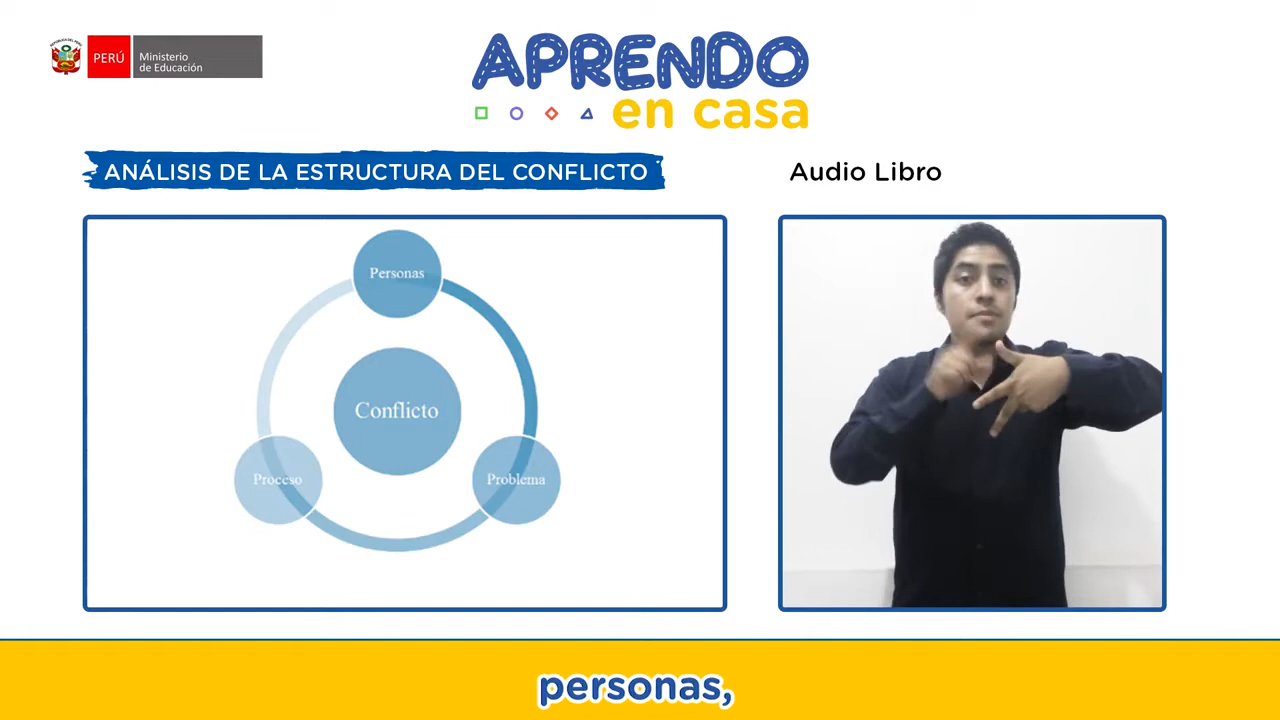 PERÚ
Ministerio
de Educación
APRENDO
en casa
ANÁLISIS DE LA ESTRUCTURA DEL CONFLICTO
Audio Libro
Personas
Conflicto
Proceso
Problema
personas,